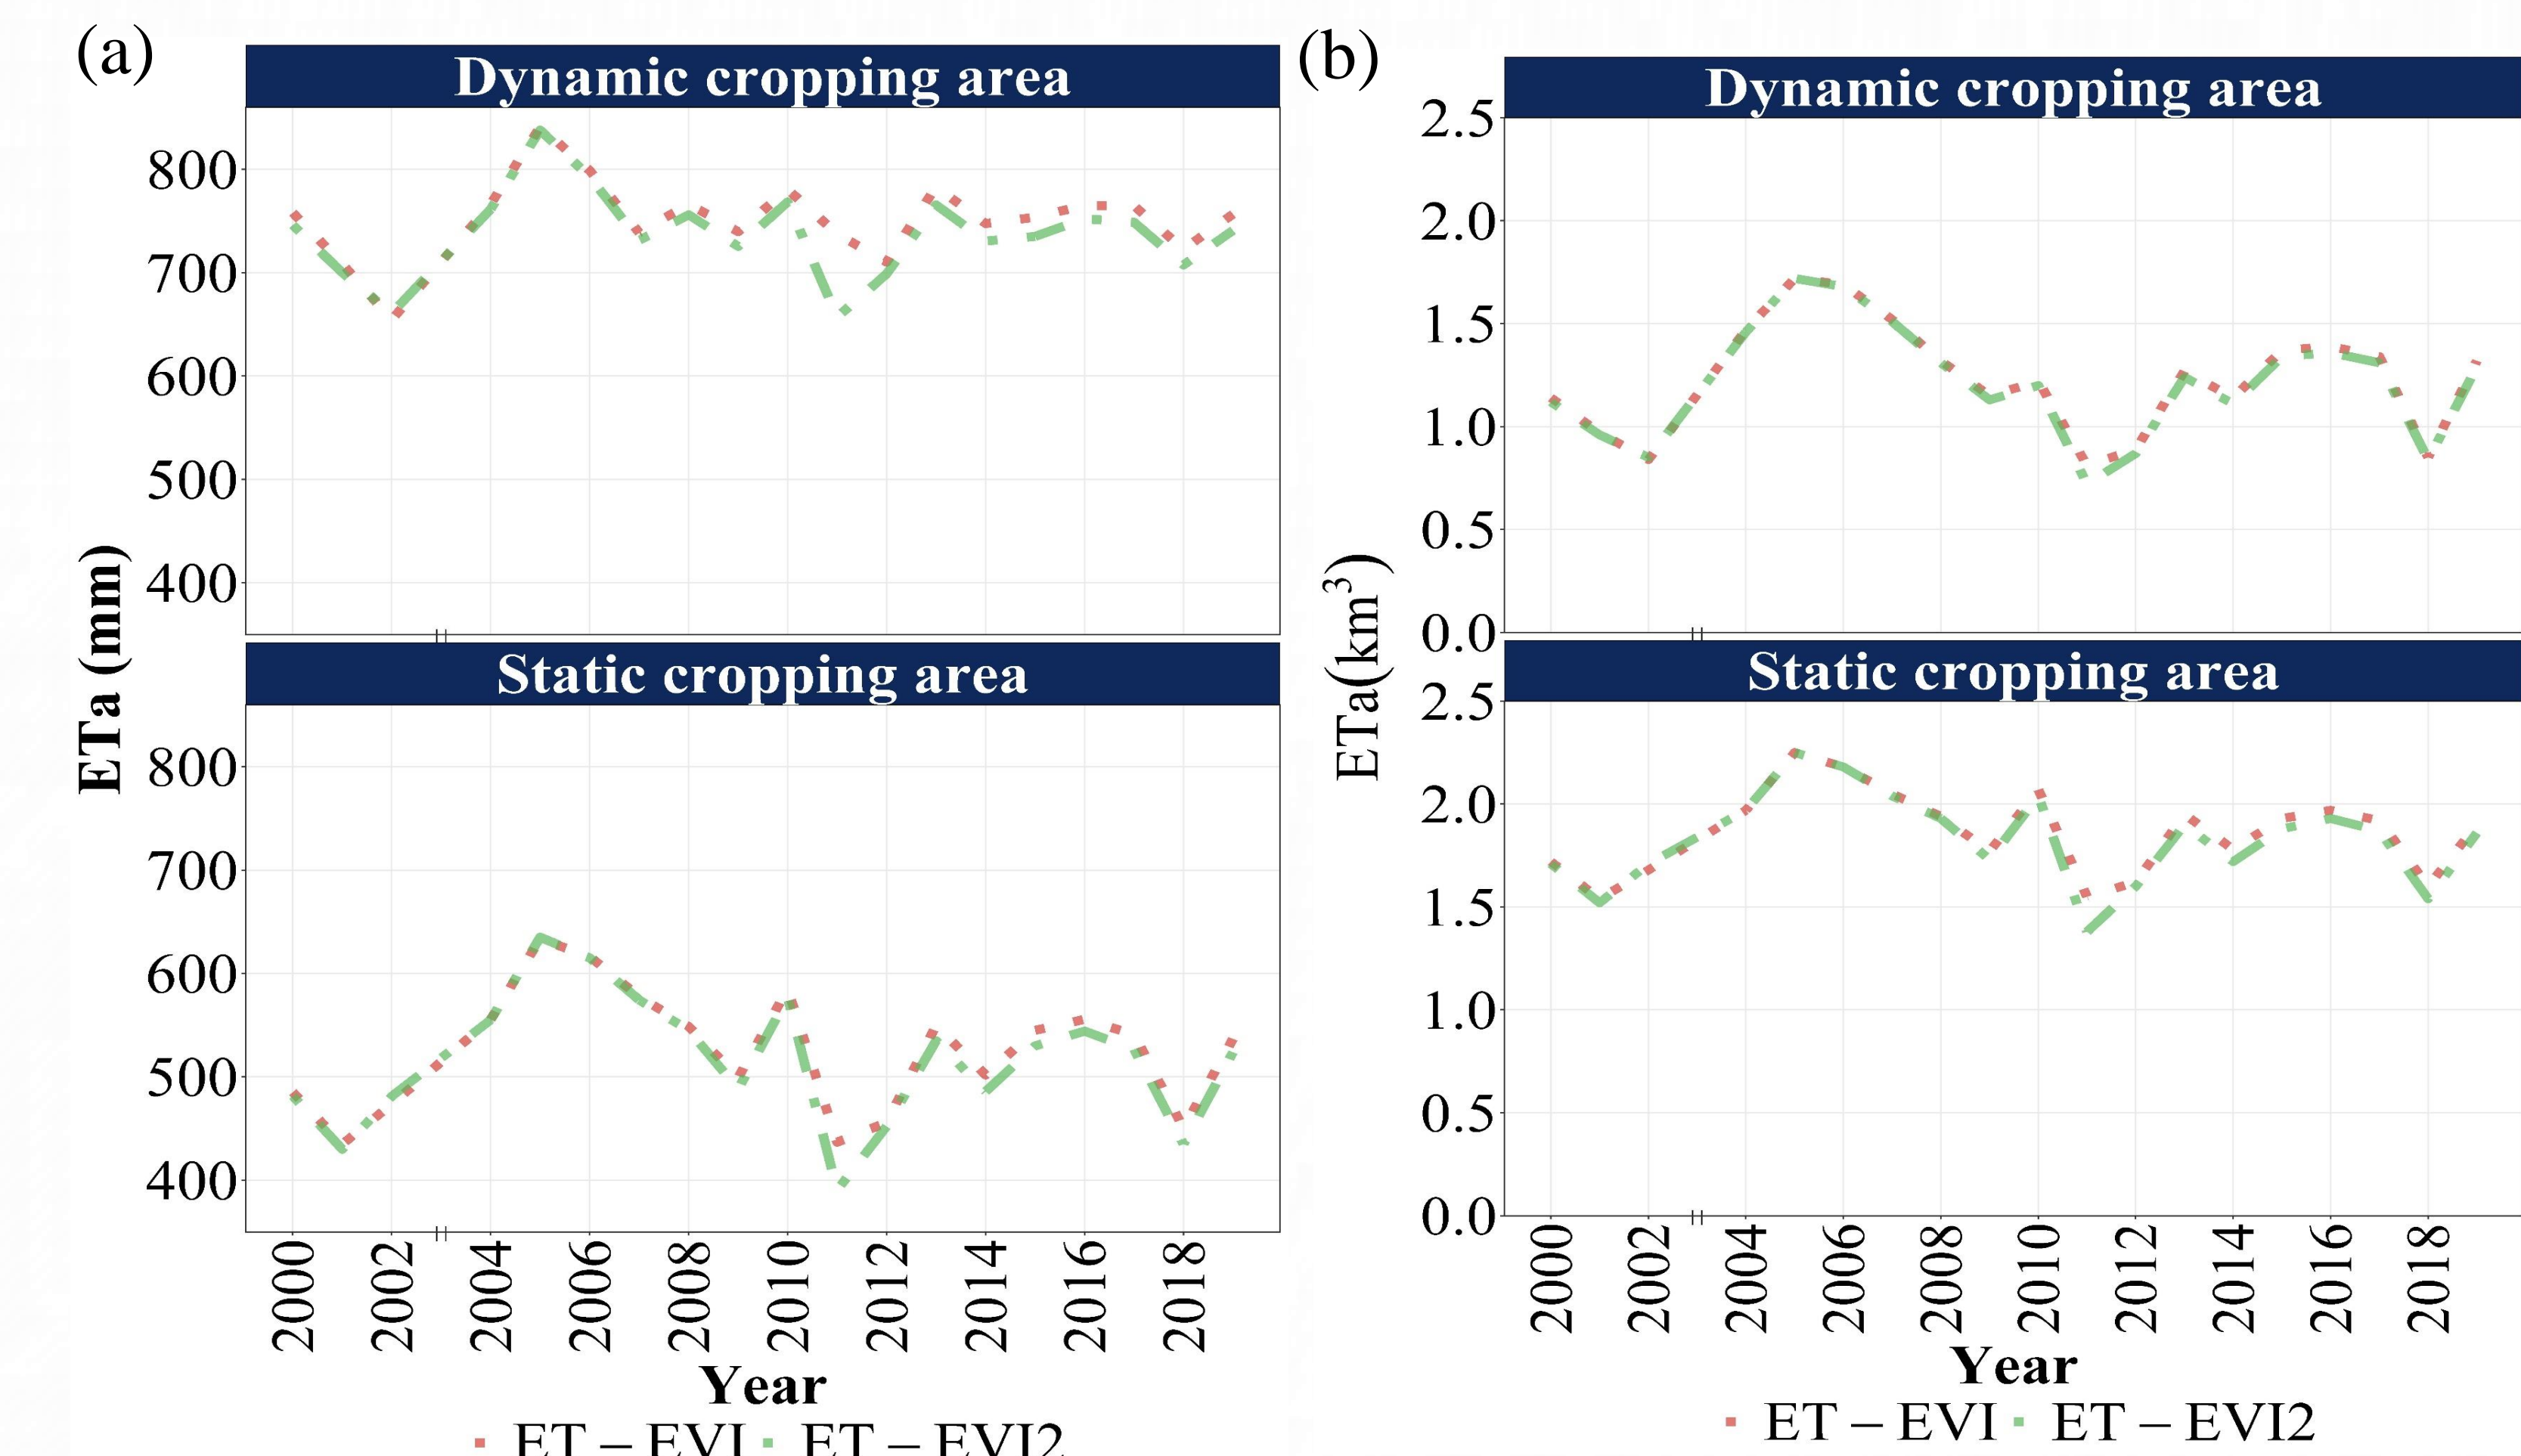 (a)
Dynamic cropping area
800
700
600
500
400
ETa (mm)
Static cropping area
800
700
600
500
400
2000 2002 2004 2006 2008 2010 2012 2014 2016 2018
Year
ET – EVI ET – EVI2
(b)
Dynamic cropping area
2.5
2.0
1.5
1.0
0.5
0.0
ETa(km³)
Static cropping area
2.5
2.0
1.5
1.0
0.5
0.0
2000 2002 2004 2006 2008 2010 2012 2014 2016 2018
Year
ET – EVI ET – EVI2